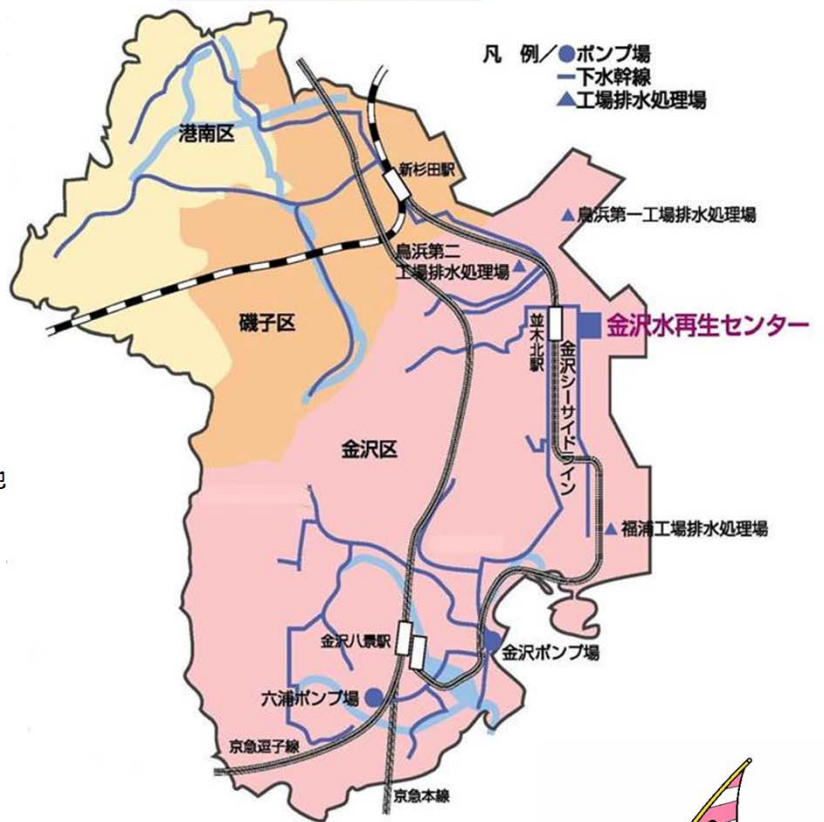 凡 例／●ポンプ場
下水幹線
▲工場排水処理場
港南区
新杉田駅
鳥浜第一工場排水処理場
鳥浜第二
工場排水処理場
磯子区
並木北駅
金沢水再生センター
金沢シーサイドライン
金沢区
福浦工場排水処理場
金沢八景駅
金沢ポンプ場
六浦ポンプ場
京急逗子線
京急本線